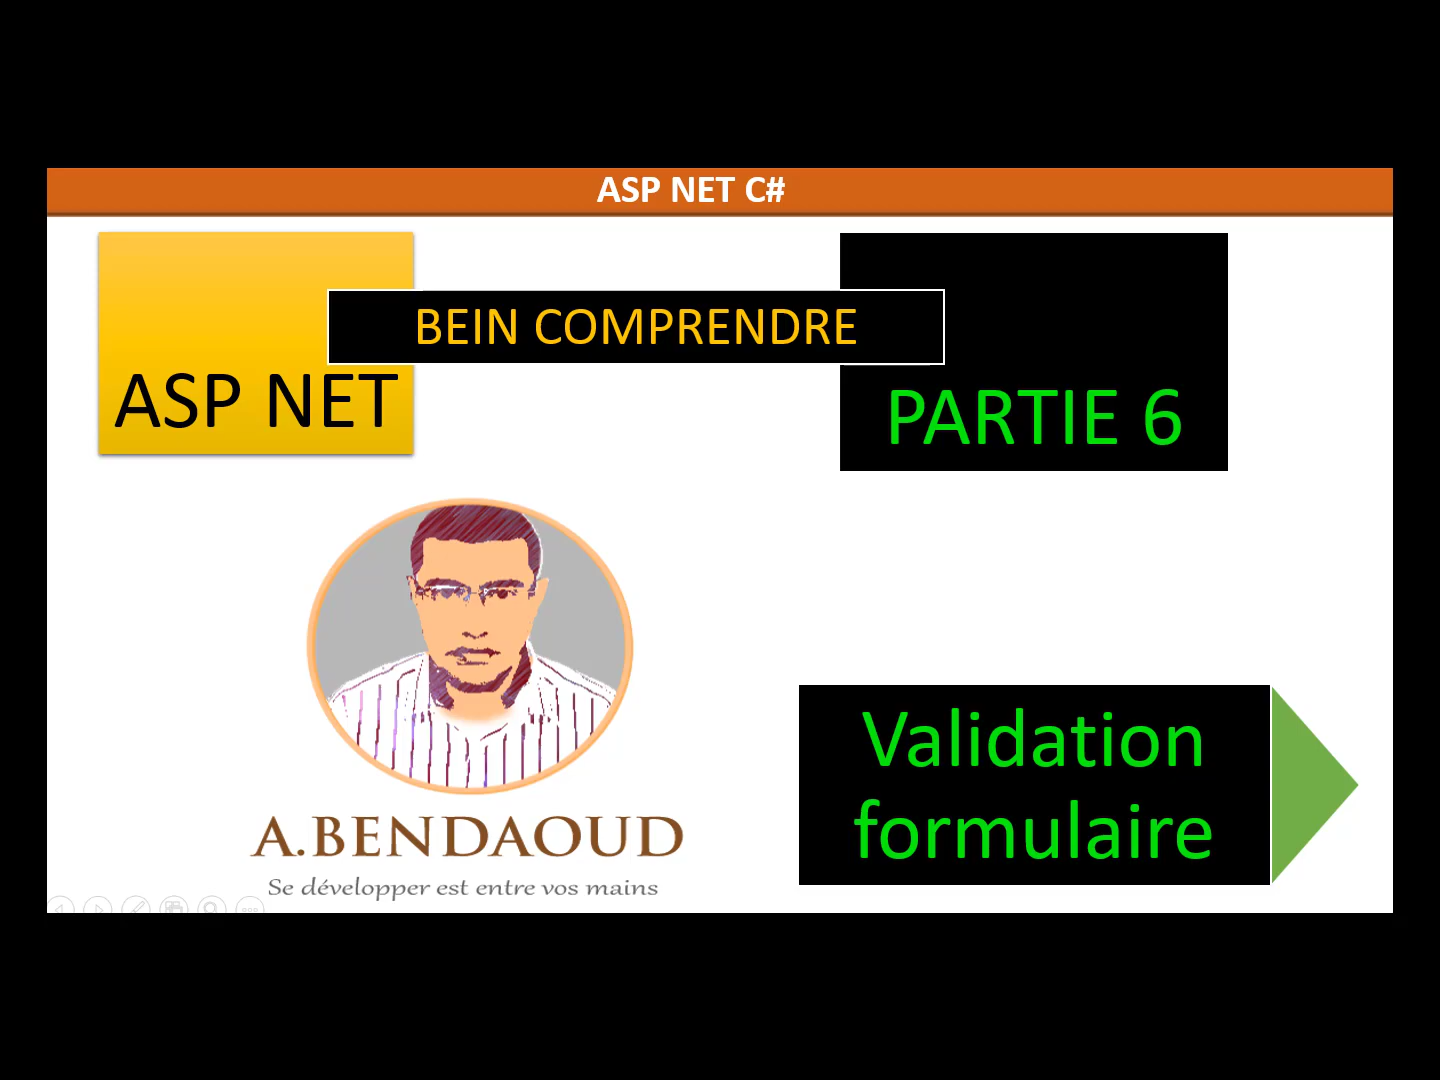 ASP NET C#
BEIN COMPRENDRE
ASP NET
PARTIE 6
A.BENDAOUD
Se développer est entre vos mains
Validation
formulaire